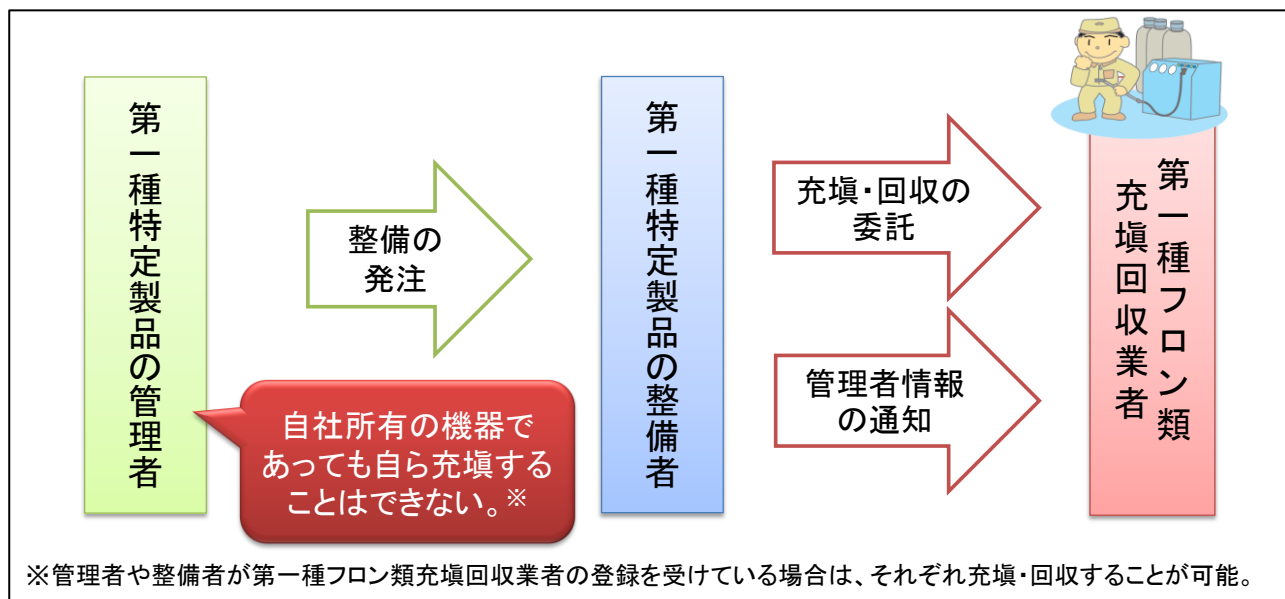 第一種特定製品の管理者
整備の
発注
自社所有の機器で
あっても自ら充塡する
ことはできない。※
第一種特定製品の整備者
充塡・回収の
委託
管理者情報
の通知
第一種フロン類
充塡回収業者
※管理者や整備者が第一種フロン類充塡回収業者の登録を受けている場合は、それぞれ充塡・回収することが可能。